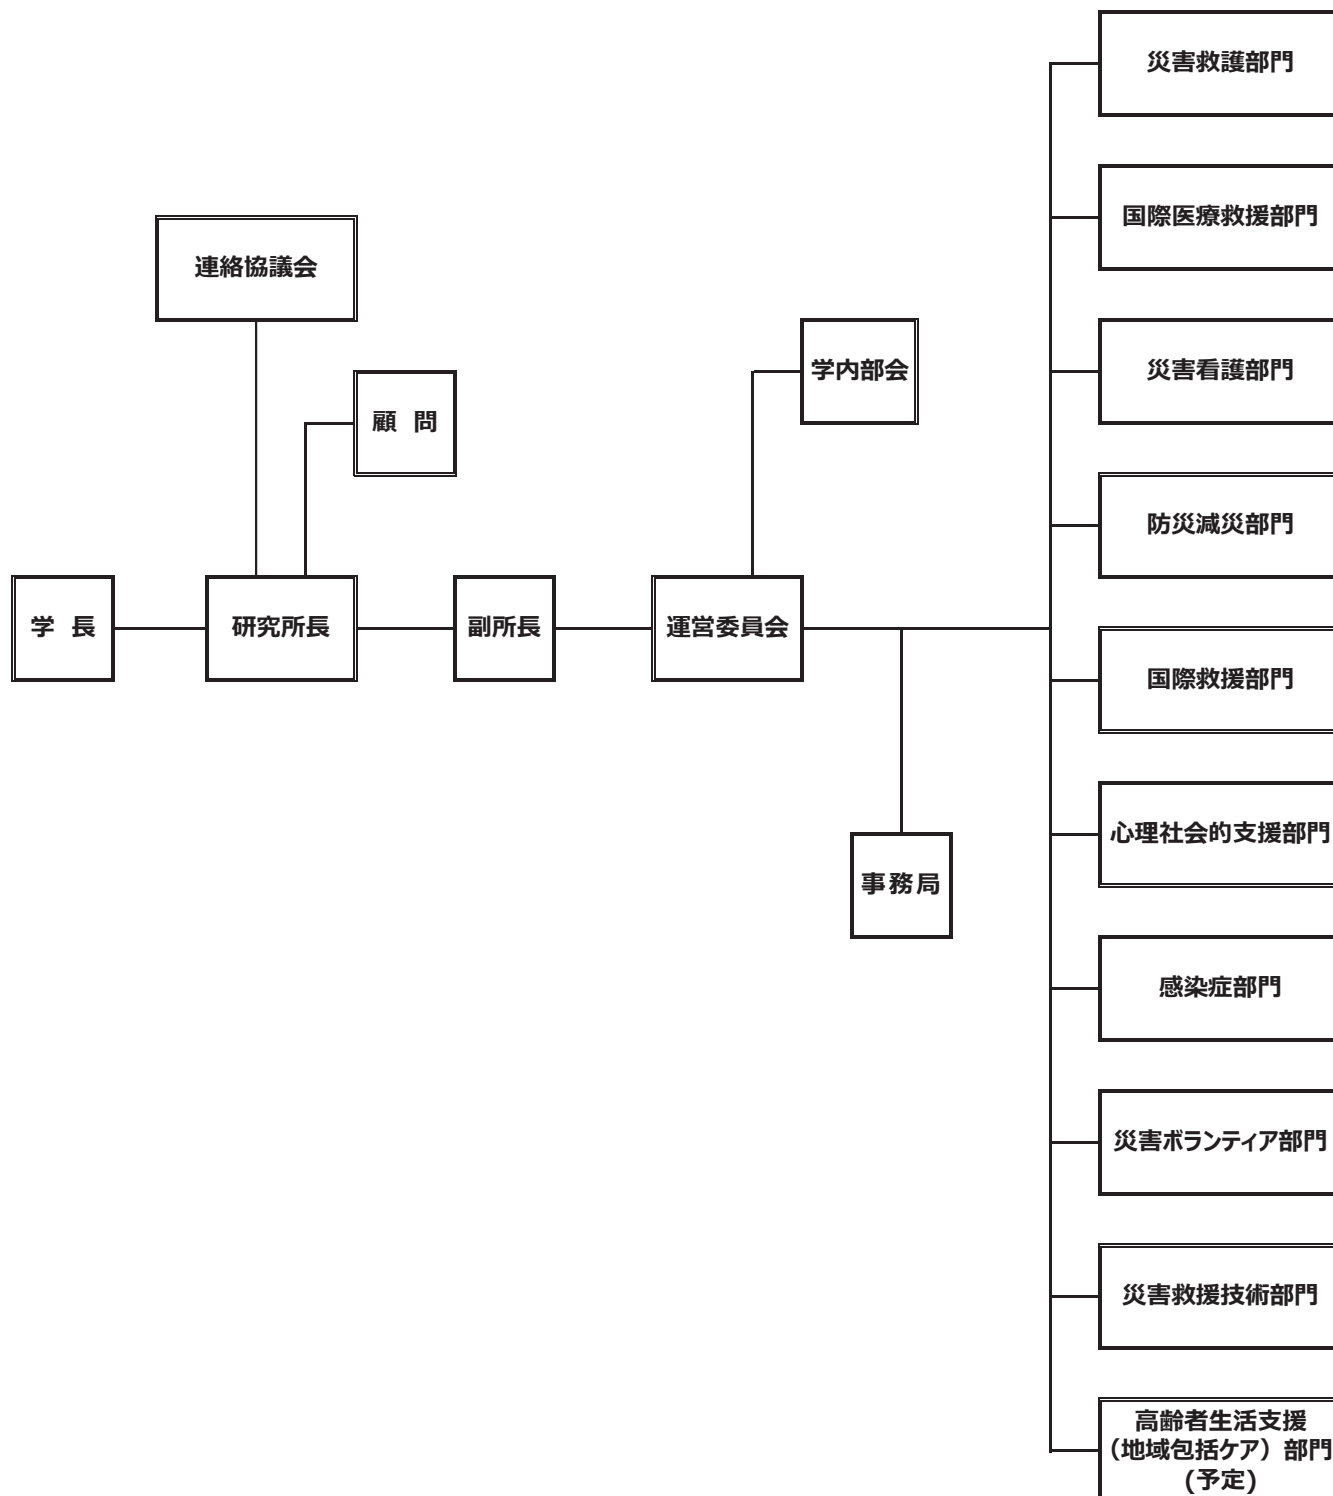 災害救護部門
国際医療救援部門
連絡協議会
学内部会
災害看護部門
顧 問
防災減災部門
学 長
研究所長
副所長
運営委員会
国際救援部門
心理社会的支援部門
事務局
感染症部門
災害ボランティア部門
災害救援技術部門
高齢者生活支援
（地域包括ケア）部門
(予定)